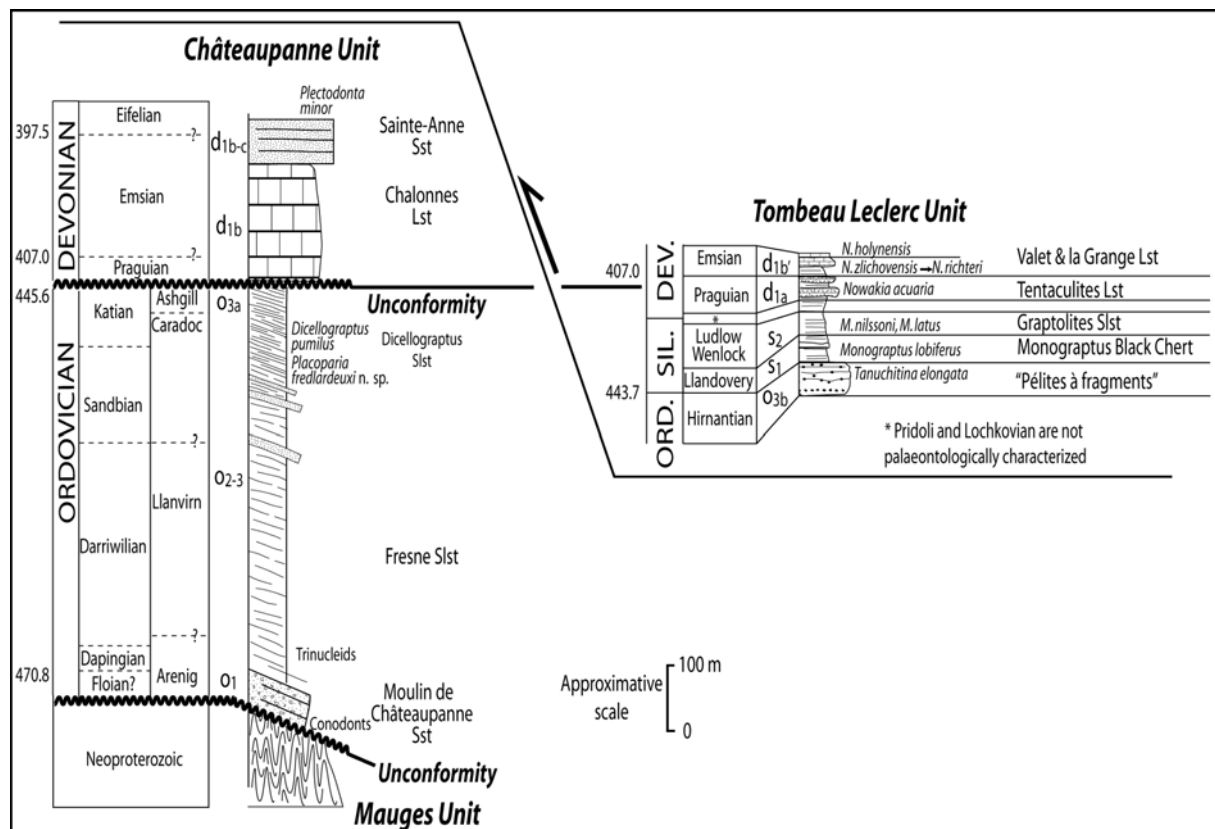 Châteaupanne Unit
Plectodonta
minor
397.5
DEVONIAN
Eifelian
?
d1b-c
Sainte-Anne
Sst
Emsian
d1b
Chalonnes
Lst
?
407.0
Praguian
Unconformity
445.6
ORDOVICIAN
Katian
Ashgill
Caradoc
o3a
Dicellograptus
pumilus
Placoparia
fredlardeuxi n. sp.
Dicellograptus
Slst
Sandbian
?
o2-3
Llanvirn
Darriwilian
Fresne Slst
?
Dapingian
Trinucleids
470.8
Floian?
Arenig
o1
Moulin de
Châteaupanne
Sst
Conodonts
Neoproterozoic
Unconformity
Mauges Unit
Tombeau Leclerc Unit
407.0
DEV.
Emsian
d1b'
N. holynensis
N. zlichovensis→N. richteri
Valet & la Grange Lst
Praguian
d1a
Nowakia acuaria
Tentaculites Lst
SIL.
*
Ludlow
Wenlock
s2
M. nilssoni, M. latus
Graptolites Slst
s1
Monograptus lobiferus
Monograptus Black Chert
Llandovery
Tanuchitina elongata
"Pélites à fragments"
443.7
ORD.
o3b
Hirnantian
* Pridoli and Lochkovian are not
palaeontologically characterized
Approximative
scale
100 m
0